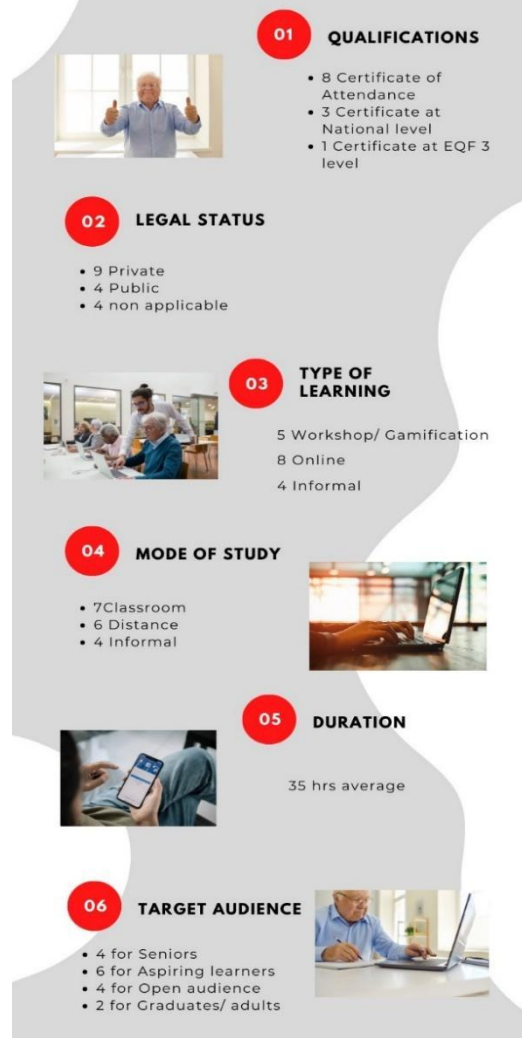 01
QUALIFICATIONS
• 8 Certificate of
Attendance
• 3 Certificate at
National level
• 1 Certificate at EQF 3
level
02
LEGAL STATUS
• 9 Private
• 4 Public
• 4 non applicable
03
TYPE OF
LEARNING
5 Workshop/ Gamification
8 Online
4 Informal
04
MODE OF STUDY
• 7Classroom
• 6 Distance
• 4 Informal
05
DURATION
35 hrs average
06
TARGET AUDIENCE
• 4 for Seniors
• 6 for Aspiring learners
• 4 for Open audience
• 2 for Graduates/ adults